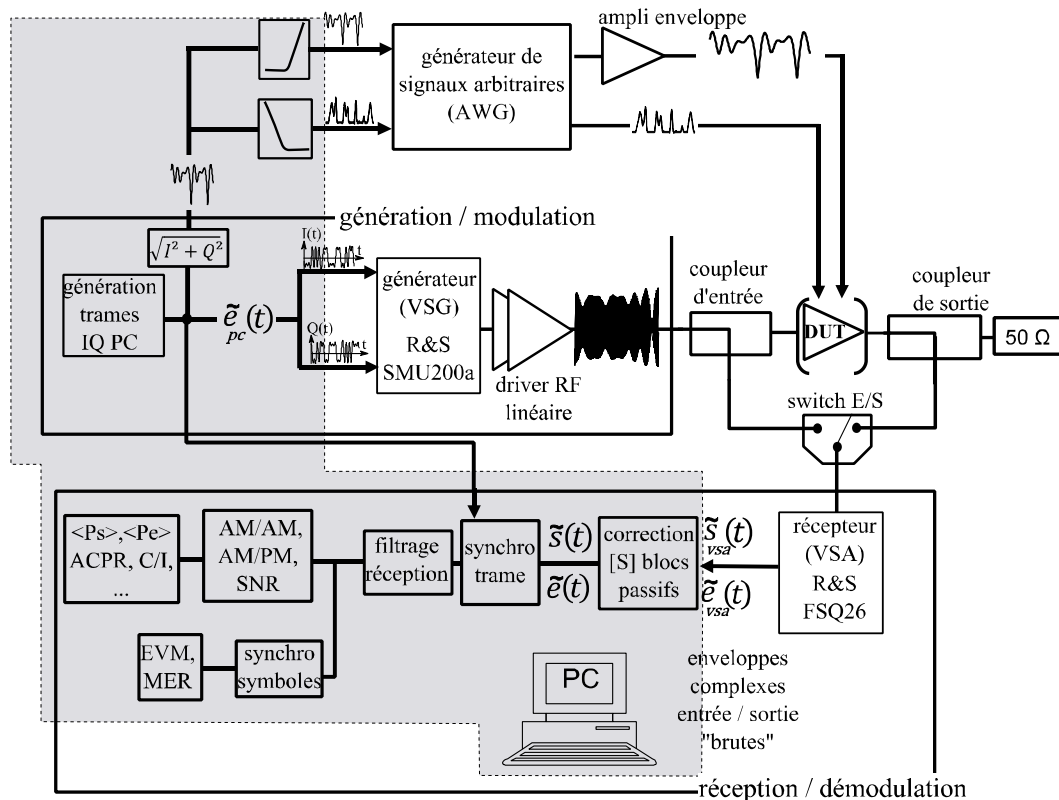 ampli enveloppe
générateur de
signaux arbitraires
(AWG)
génération / modulation
√I² + Q²
génération
trames
IQ PC
ẽ(t)
pc
I(t)
t
Q(t)
t
générateur
(VSG)
R&S
SMU200a
driver RF
linéaire
coupleur
d'entrée
DUT
coupleur
de sortie
50 Ω
switch E/S
<Ps>,<Pe>
ACPR, C/I,
...
AM/AM,
AM/PM,
SNR
filtrage
réception
synchro
trame
s̃(t)
ẽ(t)
correction
[S] blocs
passifs
s̃(t)
vsa
ẽ(t)
vsa
récepteur
(VSA)
R&S
FSQ26
EVM,
MER
synchro
symboles
PC
enveloppes
complexes
entrée / sortie
"brutes"
réception / démodulation